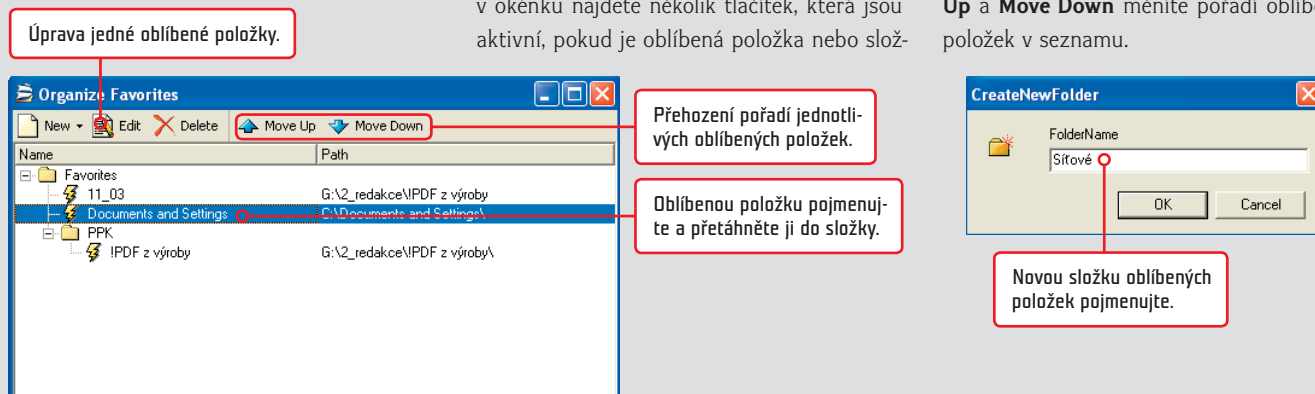 v okénku najdete několik tlačítek, která jsou
aktivní, pokud je oblíbená položka nebo slož-
Up a Move Down měníte pořadí oblíbe
položek v seznamu.
Úprava jedné oblíbené položky.
Organize Favorites
New Edit Delete Move Up Move Down
Name Path
Favorites
11_03 G:\2_redakce\!PDF z výroby
Documents and Settings C:\Documents and Settings\
PPK
!PDF z výroby G:\2_redakce\!PDF z výroby\
Přehození pořadí jednotli-
vých oblíbených položek.
Oblíbenou položku pojmenuj-
te a přetáhněte ji do složky.
CreateNewFolder
FolderName
Síťové
OK Cancel
Novou složku oblíbených
položek pojmenujte.